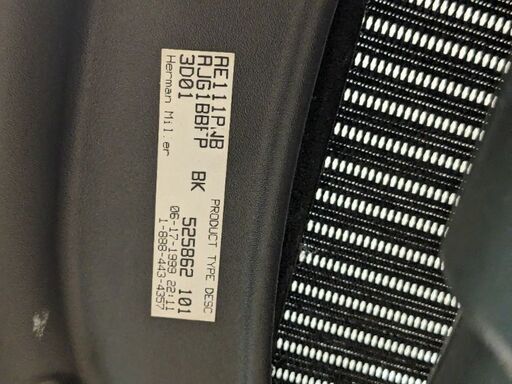 AE111PWB PRODUCT TYPE DESC
AJG1BBFP BK 525862 101
3D01 06-17-1999 22:11
Herman Miller 1-888-443-4357